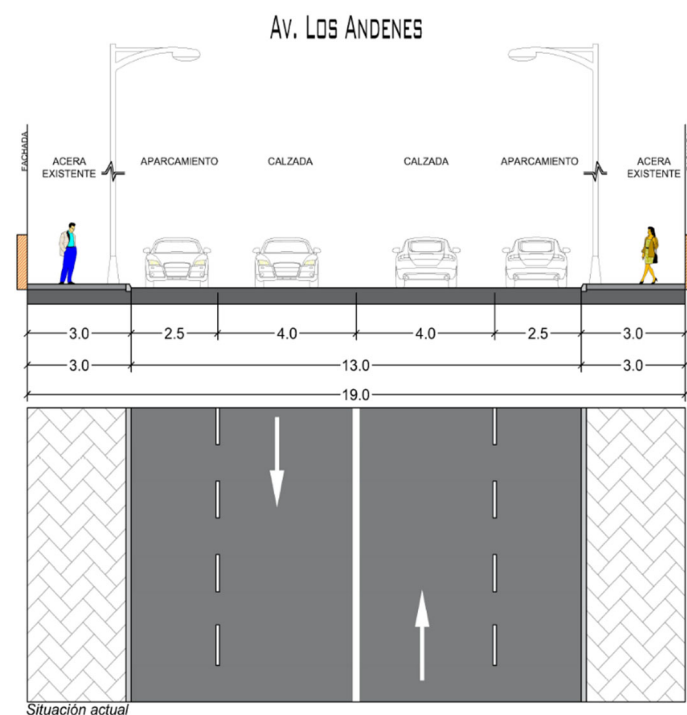 Av. Los Andenes
FACHADA
ACERA EXISTENTE
APARCAMIENTO
CALZADA
CALZADA
APARCAMIENTO
ACERA EXISTENTE
3.0 2.5 4.0 4.0 2.5 3.0
3.0 13.0 3.0
19.0
Situación actual